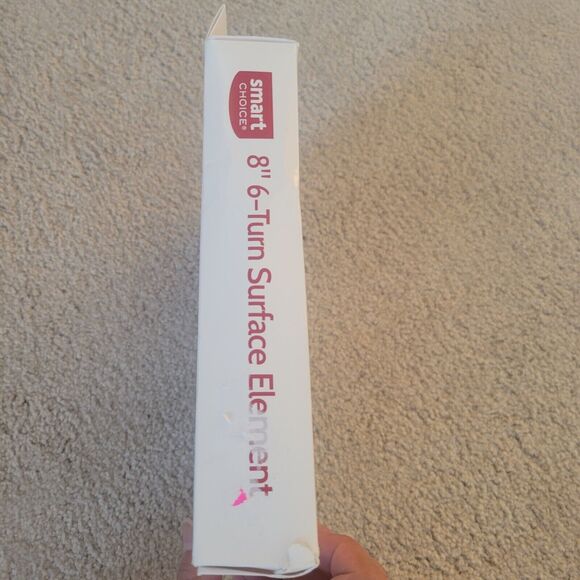 smart
CHOICE®
8" 6-Turn Surface Element